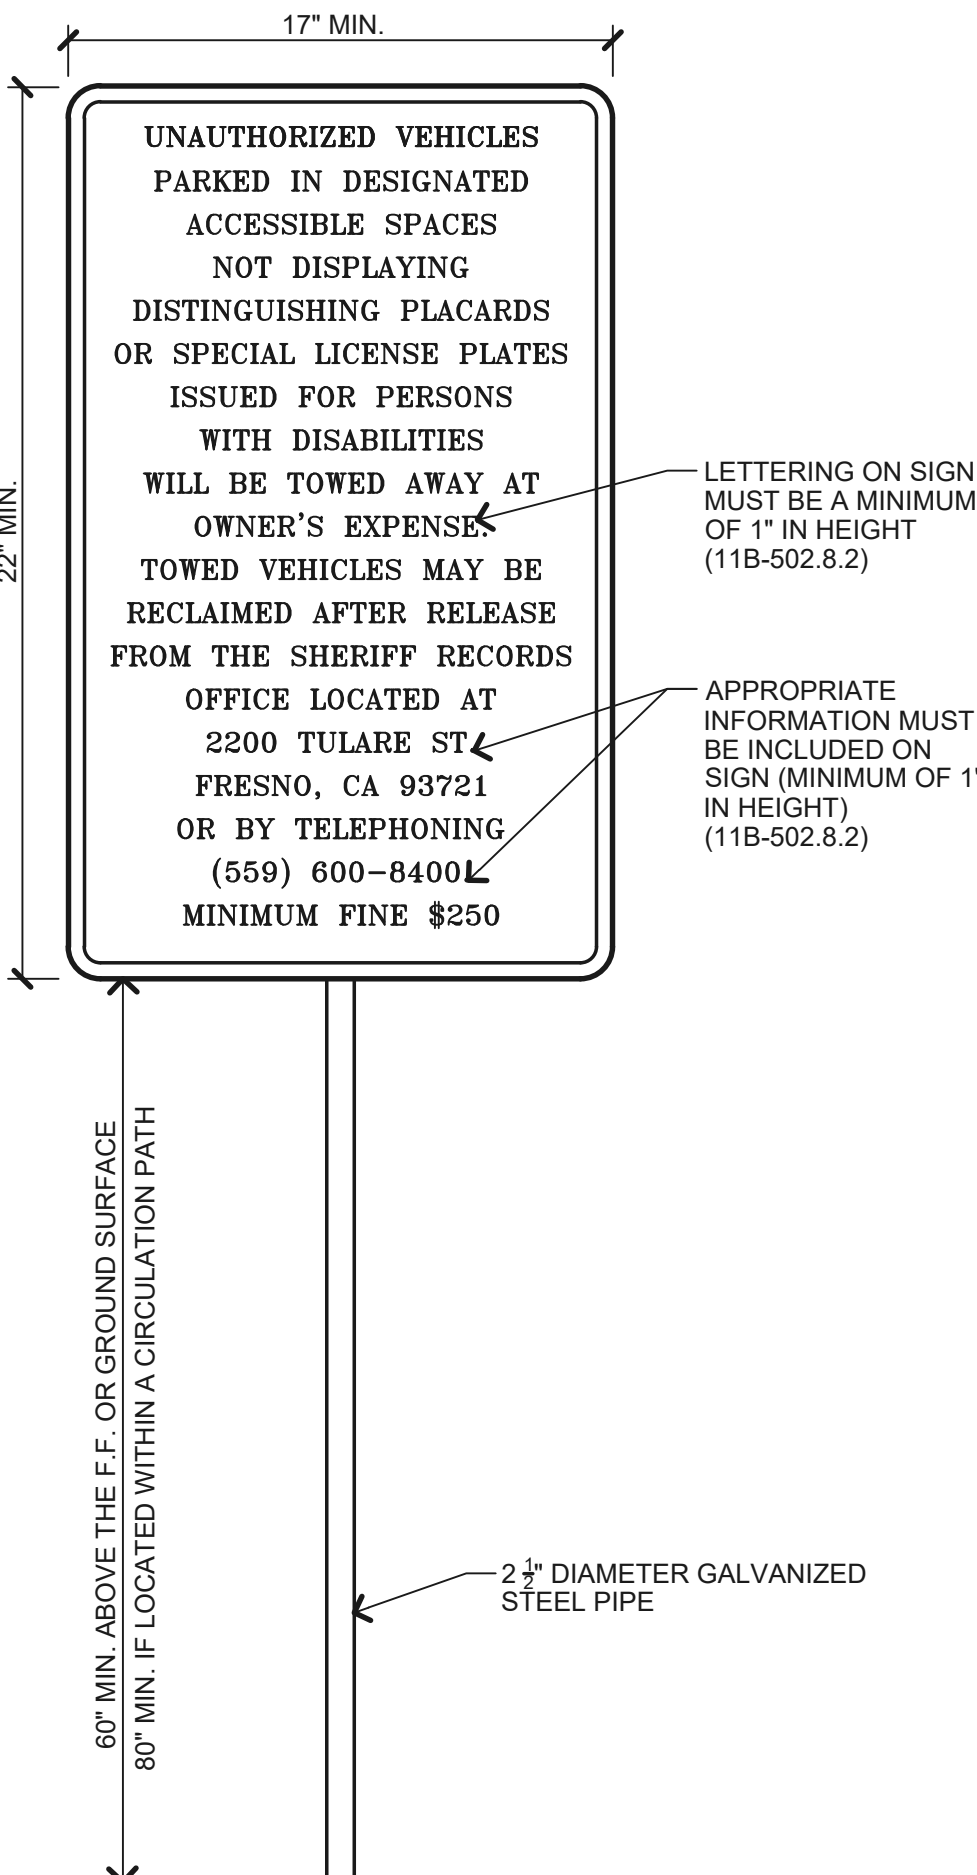 17" MIN.
22" MIN.
UNAUTHORIZED VEHICLES
PARKED IN DESIGNATED
ACCESSIBLE SPACES
NOT DISPLAYING
DISTINGUISHING PLACARDS
OR SPECIAL LICENSE PLATES
ISSUED FOR PERSONS
WITH DISABILITIES
WILL BE TOWED AWAY AT
OWNER'S EXPENSE.
TOWED VEHICLES MAY BE
RECLAIMED AFTER RELEASE
FROM THE SHERIFF RECORDS
OFFICE LOCATED AT
2200 TULARE ST.
FRESNO, CA 93721
OR BY TELEPHONING
(559) 600-8400.
MINIMUM FINE $250
LETTERING ON SIGN
MUST BE A MINIMUM
OF 1" IN HEIGHT
(11B-502.8.2)
APPROPRIATE
INFORMATION MUST
BE INCLUDED ON
SIGN (MINIMUM OF 1"
IN HEIGHT)
(11B-502.8.2)
60" MIN. ABOVE THE F.F. OR GROUND SURFACE
80" MIN. IF LOCATED WITHIN A CIRCULATION PATH
2 1/2" DIAMETER GALVANIZED
STEEL PIPE